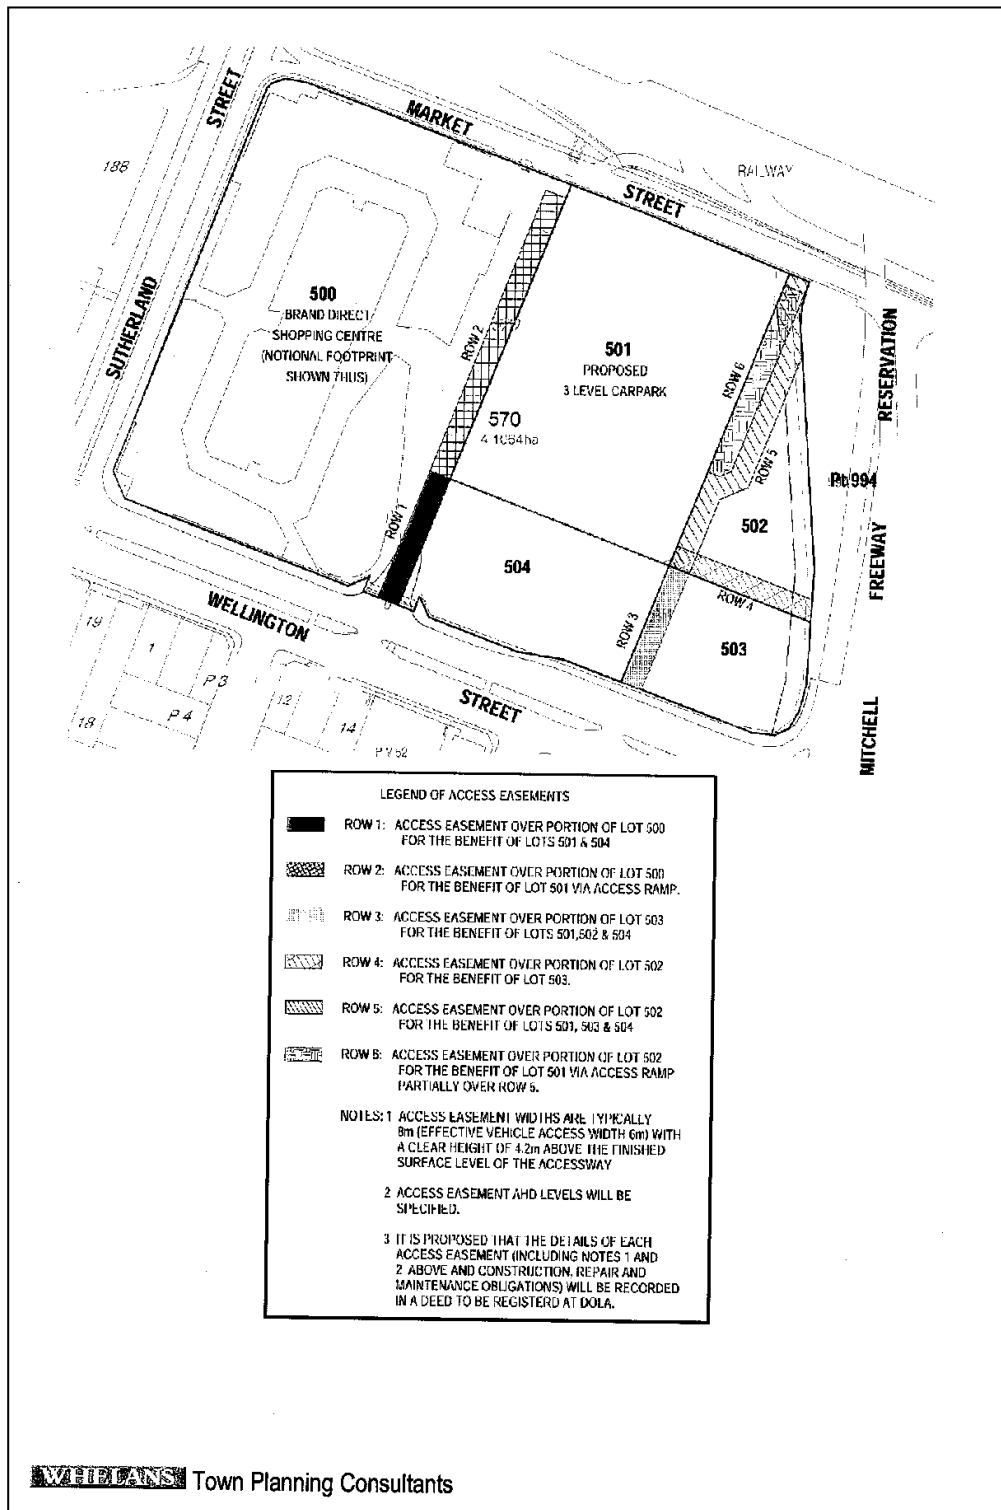 MARKET
STREET
STREET
SUTHERLAND
188
RAILWAY
500
BRAND DIRECT
SHOPPING CENTRE
(NOTIONAL FOOTPRINT
SHOWN THUS)
ROW 2
501
PROPOSED
3 LEVEL CARPARK
570
4.1064ha
ROW 6
ROW 5
RESERVATION
FREEWAY
MITCHELL
Pt 994
502
ROW 1
504
ROW 4
ROW 3
503
WELLINGTON
STREET
19
1
P 3
P 4
18
12
14
LEGEND OF ACCESS EASEMENTS
ROW 1: ACCESS EASEMENT OVER PORTION OF LOT 500
FOR THE BENEFIT OF LOTS 501 & 504
ROW 2: ACCESS EASEMENT OVER PORTION OF LOT 500
FOR THE BENEFIT OF LOT 501 VIA ACCESS RAMP.
ROW 3: ACCESS EASEMENT OVER PORTION OF LOT 503
FOR THE BENEFIT OF LOTS 501,502 & 504
ROW 4: ACCESS EASEMENT OVER PORTION OF LOT 502
FOR THE BENEFIT OF LOT 503.
ROW 5: ACCESS EASEMENT OVER PORTION OF LOT 502
FOR THE BENEFIT OF LOTS 501, 503 & 504
ROW 6: ACCESS EASEMENT OVER PORTION OF LOT 502
FOR THE BENEFIT OF LOT 501 VIA ACCESS RAMP
PARTIALLY OVER ROW 5.
NOTES: 1 ACCESS EASEMENT WIDTHS ARE TYPICALLY
8m (EFFECTIVE VEHICLE ACCESS WIDTH 6m) WITH
A CLEAR HEIGHT OF 4.2m ABOVE THE FINISHED
SURFACE LEVEL OF THE ACCESSWAY
2 ACCESS EASEMENT AHD LEVELS WILL BE
SPECIFIED.
3 IT IS PROPOSED THAT THE DETAILS OF EACH
ACCESS EASEMENT (INCLUDING NOTES 1 AND
2 ABOVE AND CONSTRUCTION, REPAIR AND
MAINTENANCE OBLIGATIONS) WILL BE RECORDED
IN A DEED TO BE REGISTERD AT DOLA.
WHELANS Town Planning Consultants